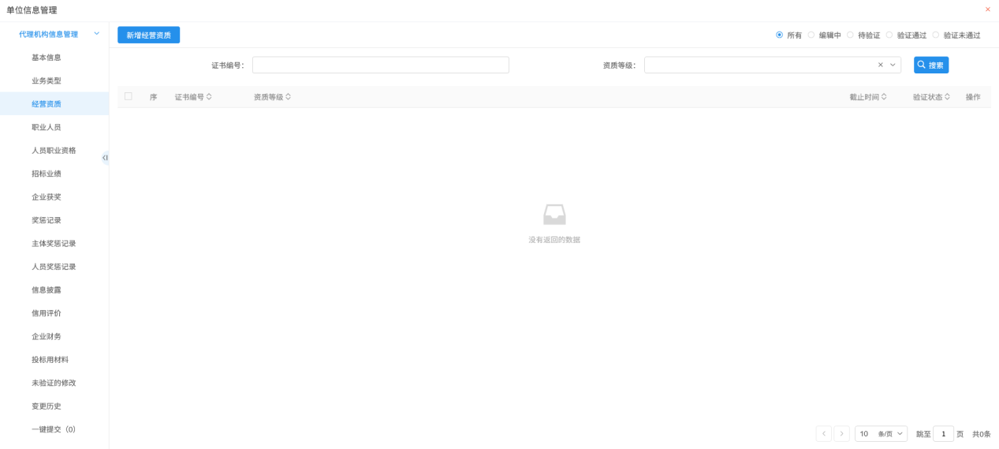 单位信息管理
代理机构信息管理
基本信息
业务类型
经营资质
职业人员
人员职业资格
招标业绩
企业获奖
奖惩记录
主体奖惩记录
人员奖惩记录
信息披露
信用评价
企业财务
投标用材料
未验证的修改
变更历史
一键提交（0）
新增经营资质
所有 编辑中 待验证 验证通过 验证未通过
证书编号： 资质等级： 搜索
序 证书编号 资质等级 截止时间 验证状态 操作
没有返回的数据
10 条/页 跳至 1 页 共0条